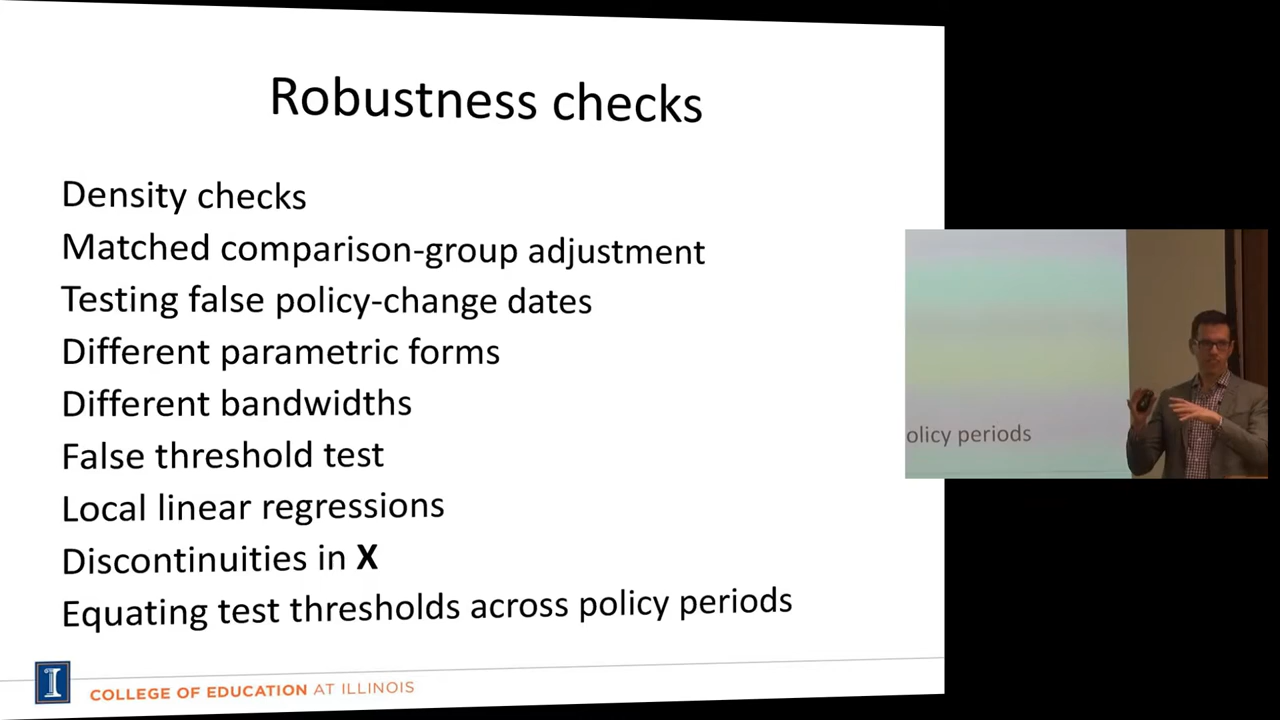 Robustness checks
Density checks
Matched comparison-group adjustment
Testing false policy-change dates
Different parametric forms
Different bandwidths
False threshold test
Local linear regressions
Discontinuities in X
Equating test thresholds across policy periods
I
COLLEGE OF EDUCATION AT ILLINOIS
olicy periods